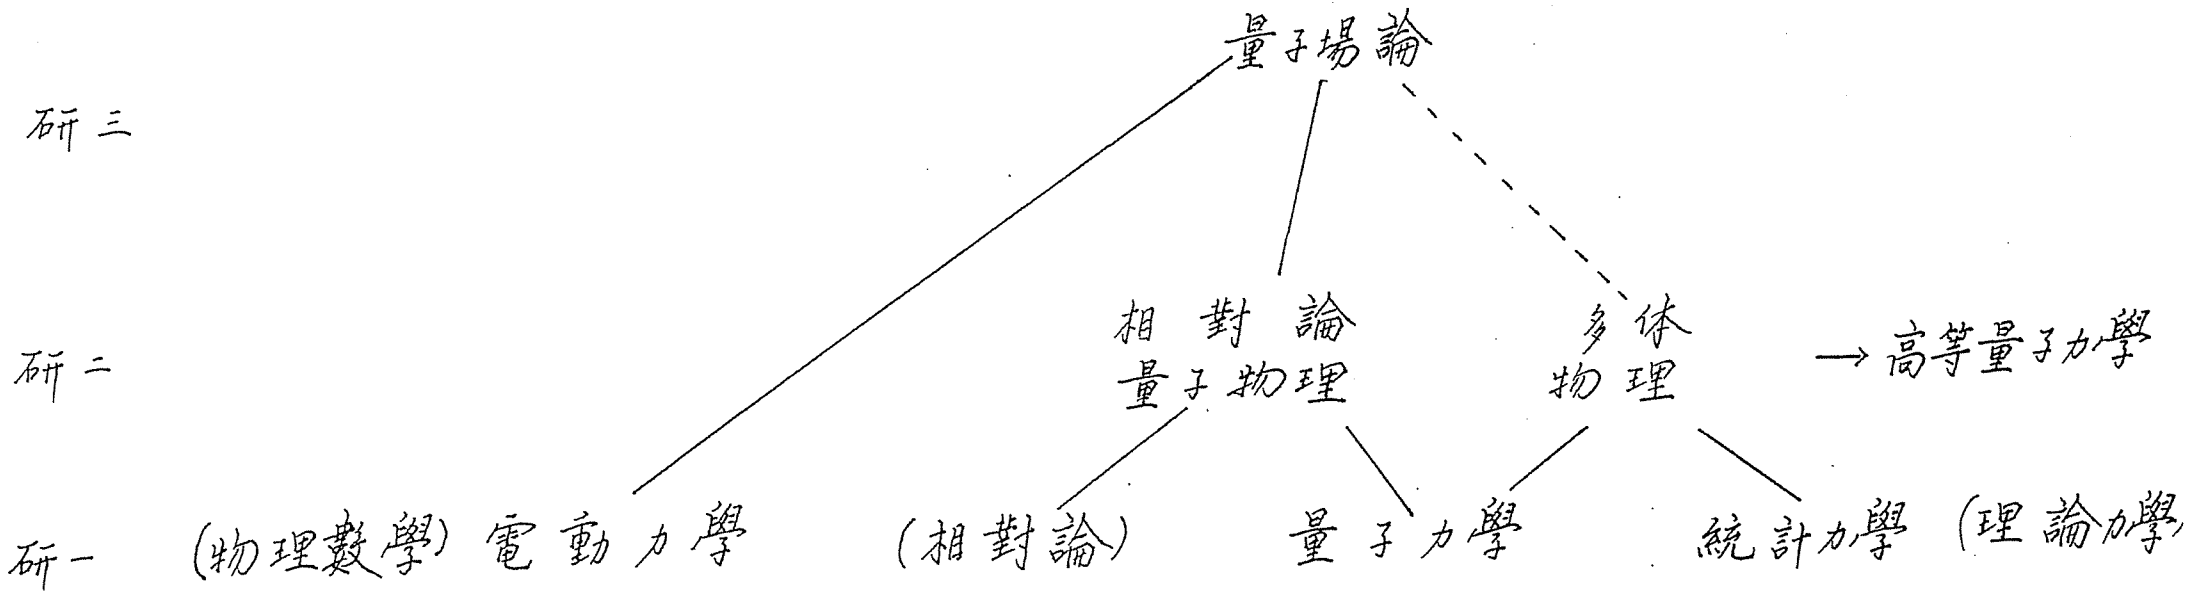 量子場論
研三
相對論 多体
研二 量子物理 物理 → 高等量子力學
研一 (物理數學) 電動力學 (相對論) 量子力學 統計力學 (理論力學)